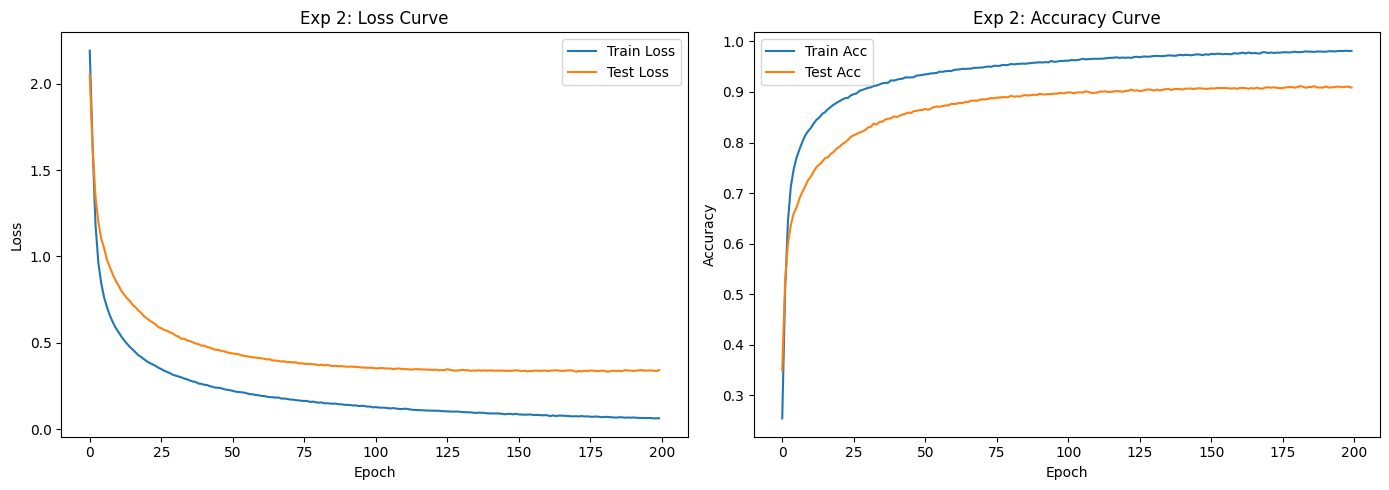 Exp 2: Loss Curve
Train Loss
Test Loss
2.0
1.5
1.0
0.5
0.0
Loss
0 25 50 75 100 125 150 175 200
Epoch
Exp 2: Accuracy Curve
Train Acc
Test Acc
1.0
0.9
0.8
0.7
0.6
0.5
0.4
0.3
Accuracy
0 25 50 75 100 125 150 175 200
Epoch